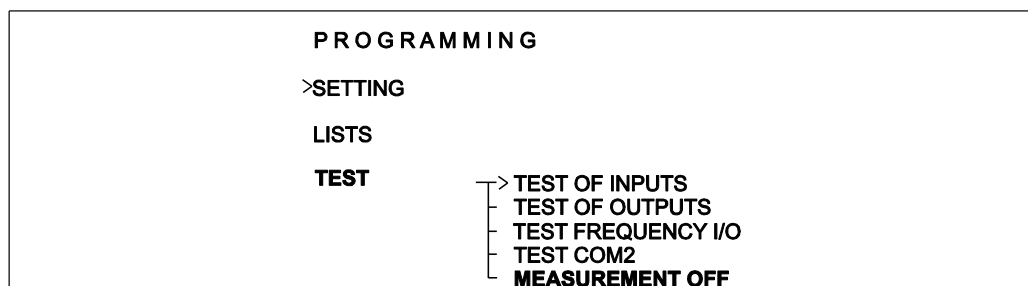 PROGRAMMING
>SETTING
LISTS
TEST
> TEST OF INPUTS
TEST OF OUTPUTS
TEST FREQUENCY I/O
TEST COM2
MEASUREMENT OFF